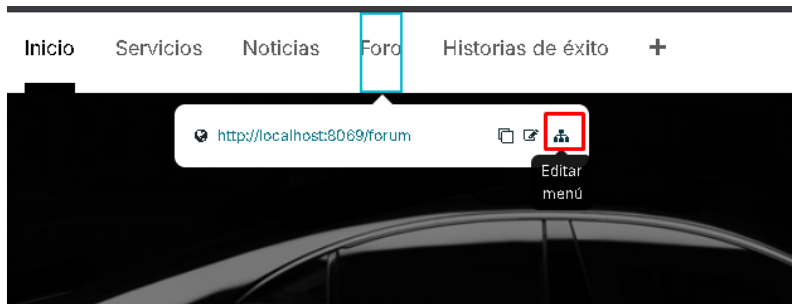 Inicio Servicios Noticias Foro Historias de éxito +
http://localhost:8069/forum
Editar
menú